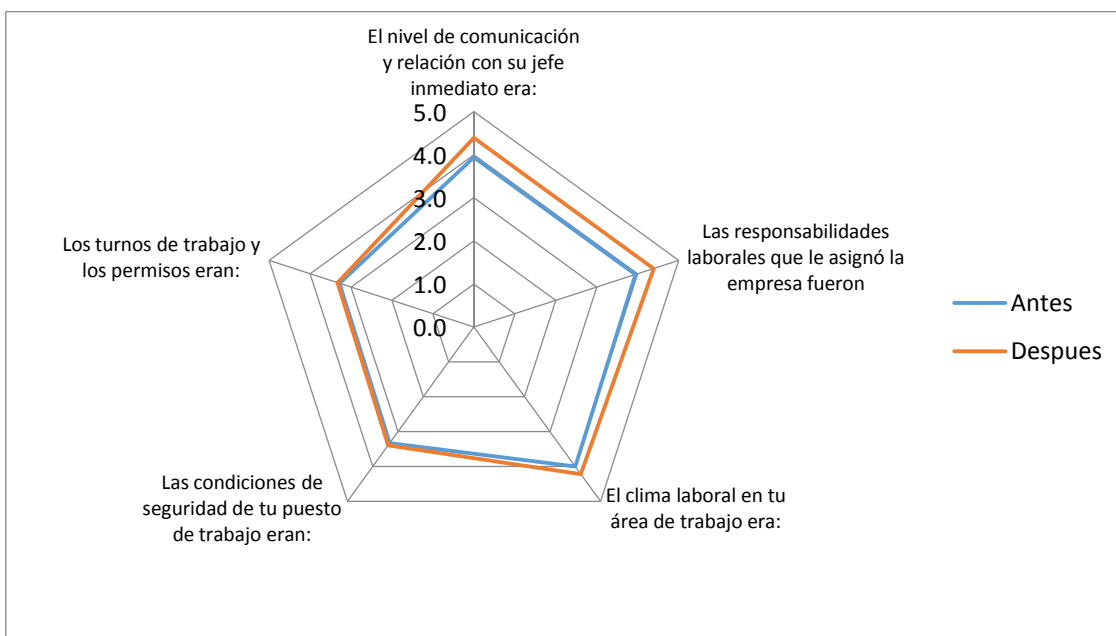 El nivel de comunicación
y relación con su jefe
inmediato era:
5.0
4.0
3.0
2.0
1.0
0.0
Las responsabilidades
laborales que le asignó la
empresa fueron
El clima laboral en tu
área de trabajo era:
Las condiciones de
seguridad de tu puesto
de trabajo eran:
Los turnos de trabajo y
los permisos eran:
Antes
Despues